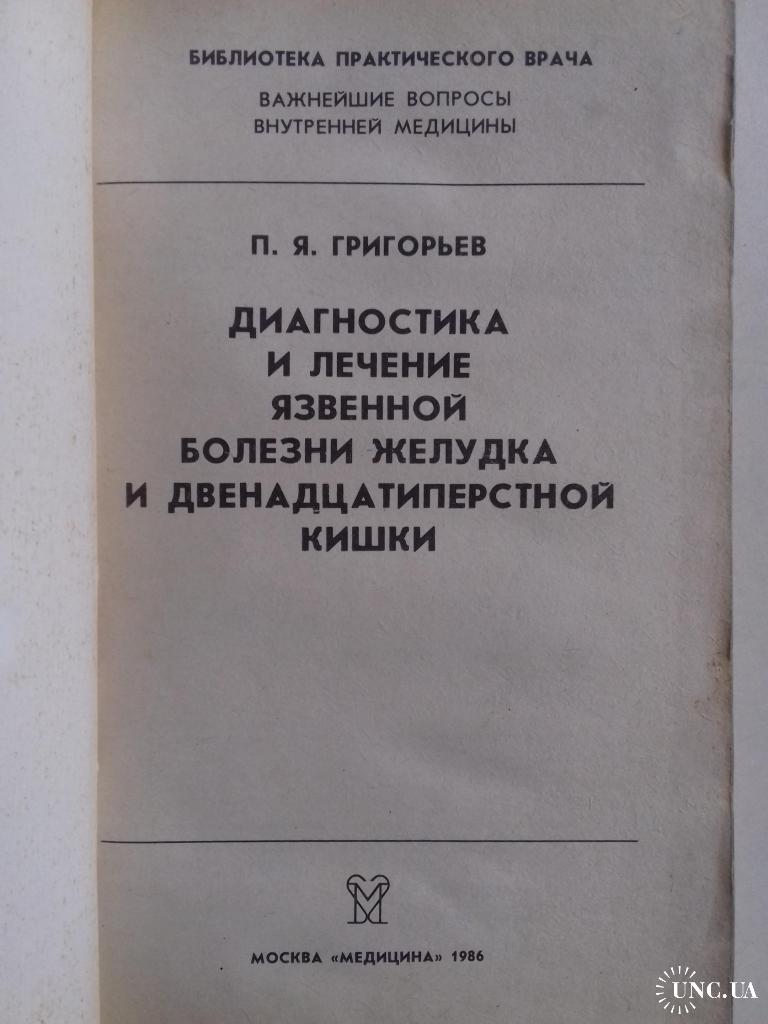 БИБЛИОТЕКА ПРАКТИЧЕСКОГО ВРАЧА
ВАЖНЕЙШИЕ ВОПРОСЫ
ВНУТРЕННЕЙ МЕДИЦИНЫ
П. Я. ГРИГОРЬЕВ
ДИАГНОСТИКА
И ЛЕЧЕНИЕ
ЯЗВЕННОЙ
БОЛЕЗНИ ЖЕЛУДКА
И ДВЕНАДЦАТИПЕРСТНОЙ
КИШКИ
МОСКВА «МЕДИЦИНА» 1986
UNC.UA